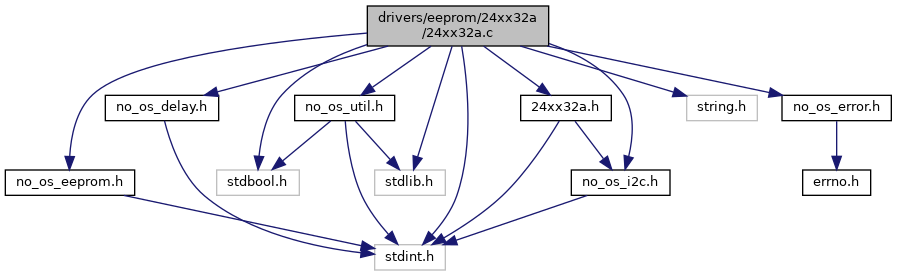 drivers/eeprom/24xx32a
/24xx32a.c
no_os_delay.h
no_os_util.h
24xx32a.h
string.h
no_os_error.h
no_os_eeprom.h
stdbool.h
stdlib.h
no_os_i2c.h
errno.h
stdint.h